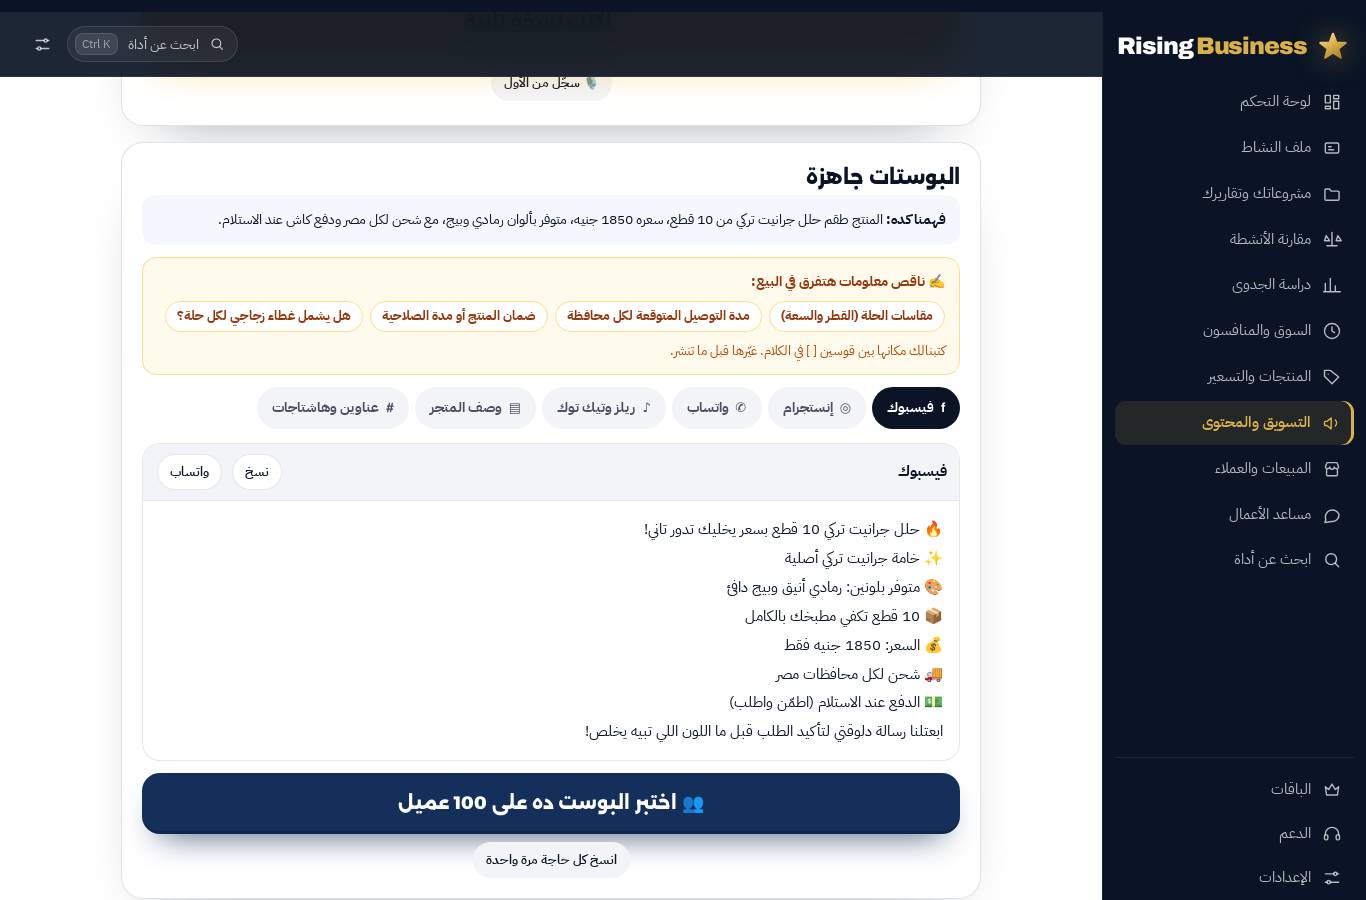 Rising Business
لوحة التحكم
ملف النشاط
مشروعاتك وتقاريرك
مقارنة الأنشطة
دراسة الجدوى
السوق والمنافسون
المنتجات والتسعير
التسويق والمحتوى
المبيعات والعملاء
مساعد الأعمال
ابحث عن أداة
الباقات
الدعم
الإعدادات
ابحث عن أداة Ctrl K
🎙️ سجّل من الأول
البوستات جاهزة
فهمنا كده: المنتج طقم حلل جرانيت تركي من 10 قطع، سعره 1850 جنيه، متوفر بألوان رمادي وبيج، مع شحن لكل مصر ودفع كاش عند الاستلام.
✍️ ناقص معلومات هتفرق في البيع:
مقاسات الحلة (القطر والسعة) مدة التوصيل المتوقعة لكل محافظة ضمان المنتج أو مدة الصلاحية هل يشمل غطاء زجاجي لكل حلة؟
كتبنالك مكانها بين قوسين [ ] في الكلام. غيّرها قبل ما تنشر.
f فيسبوك ◎ إنستجرام ✆ واتساب ♪ ريلز وتيك توك ▤ وصف المتجر # عناوين وهاشتاجات
فيسبوك نسخ واتساب
🔥 حلل جرانيت تركي 10 قطع بسعر يخليك تدور تاني!
✨ خامة جرانيت تركي أصلية
🎨 متوفر بلونين: رمادي أنيق وبيج دافئ
📦 10 قطع تكفي مطبخك بالكامل
💰 السعر: 1850 جنيه فقط
🚚 شحن لكل محافظات مصر
💵 الدفع عند الاستلام (اطمّن واطلب)
ابعتلنا رسالة دلوقتي لتأكيد الطلب قبل ما اللون اللي تبيه يخلص!
👥 اختبر البوست ده على 100 عميل
انسخ كل حاجة مرة واحدة